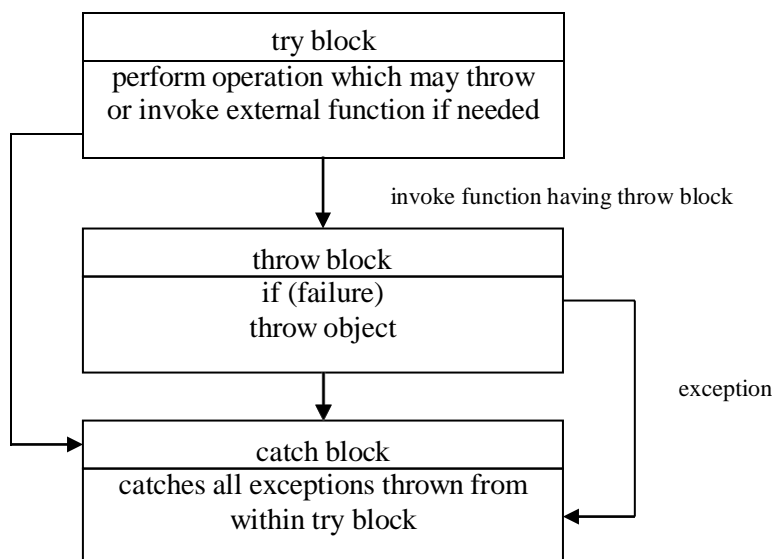 try block
perform operation which may throw
or invoke external function if needed
invoke function having throw block
throw block
if (failure)
throw object
exception
catch block
catches all exceptions thrown from
within try block